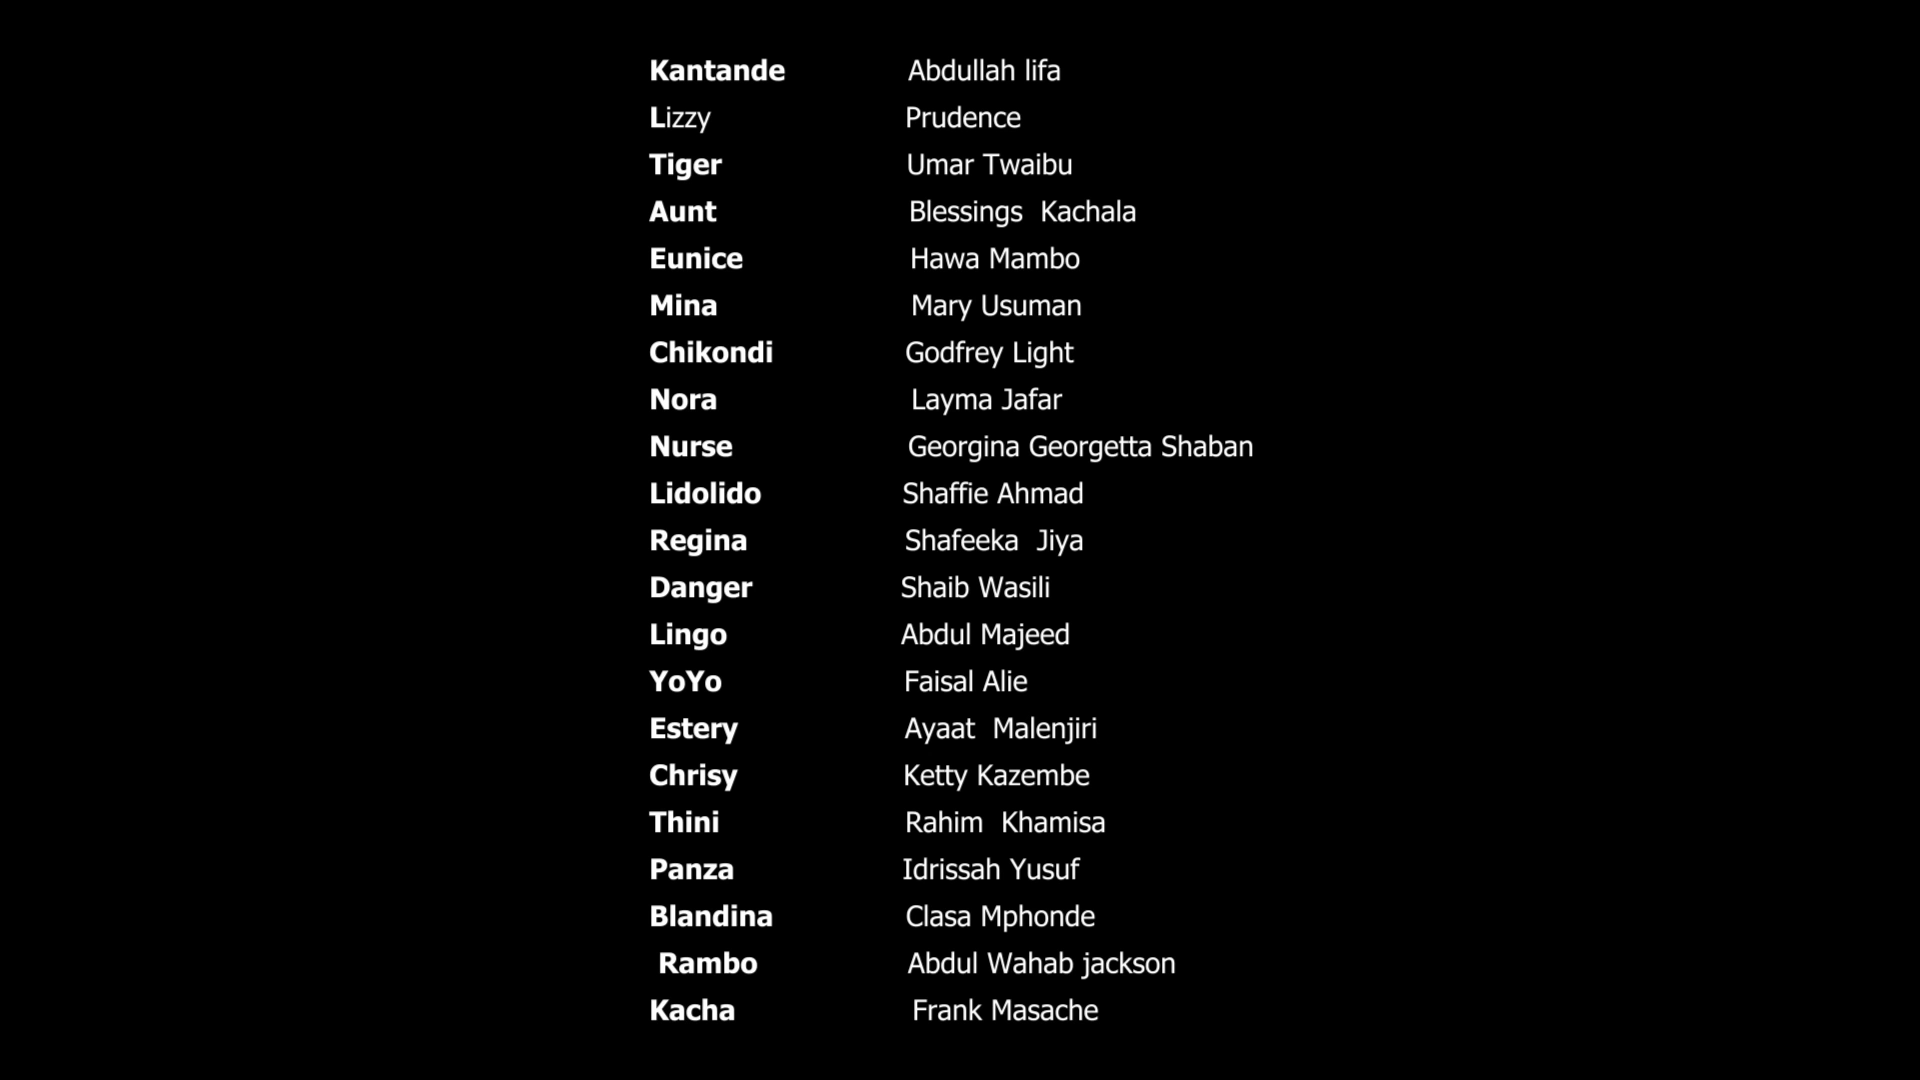 Kantande Abdullah lifa
Lizzy Prudence
Tiger Umar Twaibu
Aunt Blessings Kachala
Eunice Hawa Mambo
Mina Mary Usuman
Chikondi Godfrey Light
Nora Layma Jafar
Nurse Georgina Georgetta Shaban
Lidolido Shaffie Ahmad
Regina Shafeeka Jiya
Danger Shaib Wasili
Lingo Abdul Majeed
YoYo Faisal Alie
Estery Ayaat Malenjiri
Chrisy Ketty Kazembe
Thini Rahim Khamisa
Panza Idrissah Yusuf
Blandina Clasa Mphonde
Rambo Abdul Wahab jackson
Kacha Frank Masache